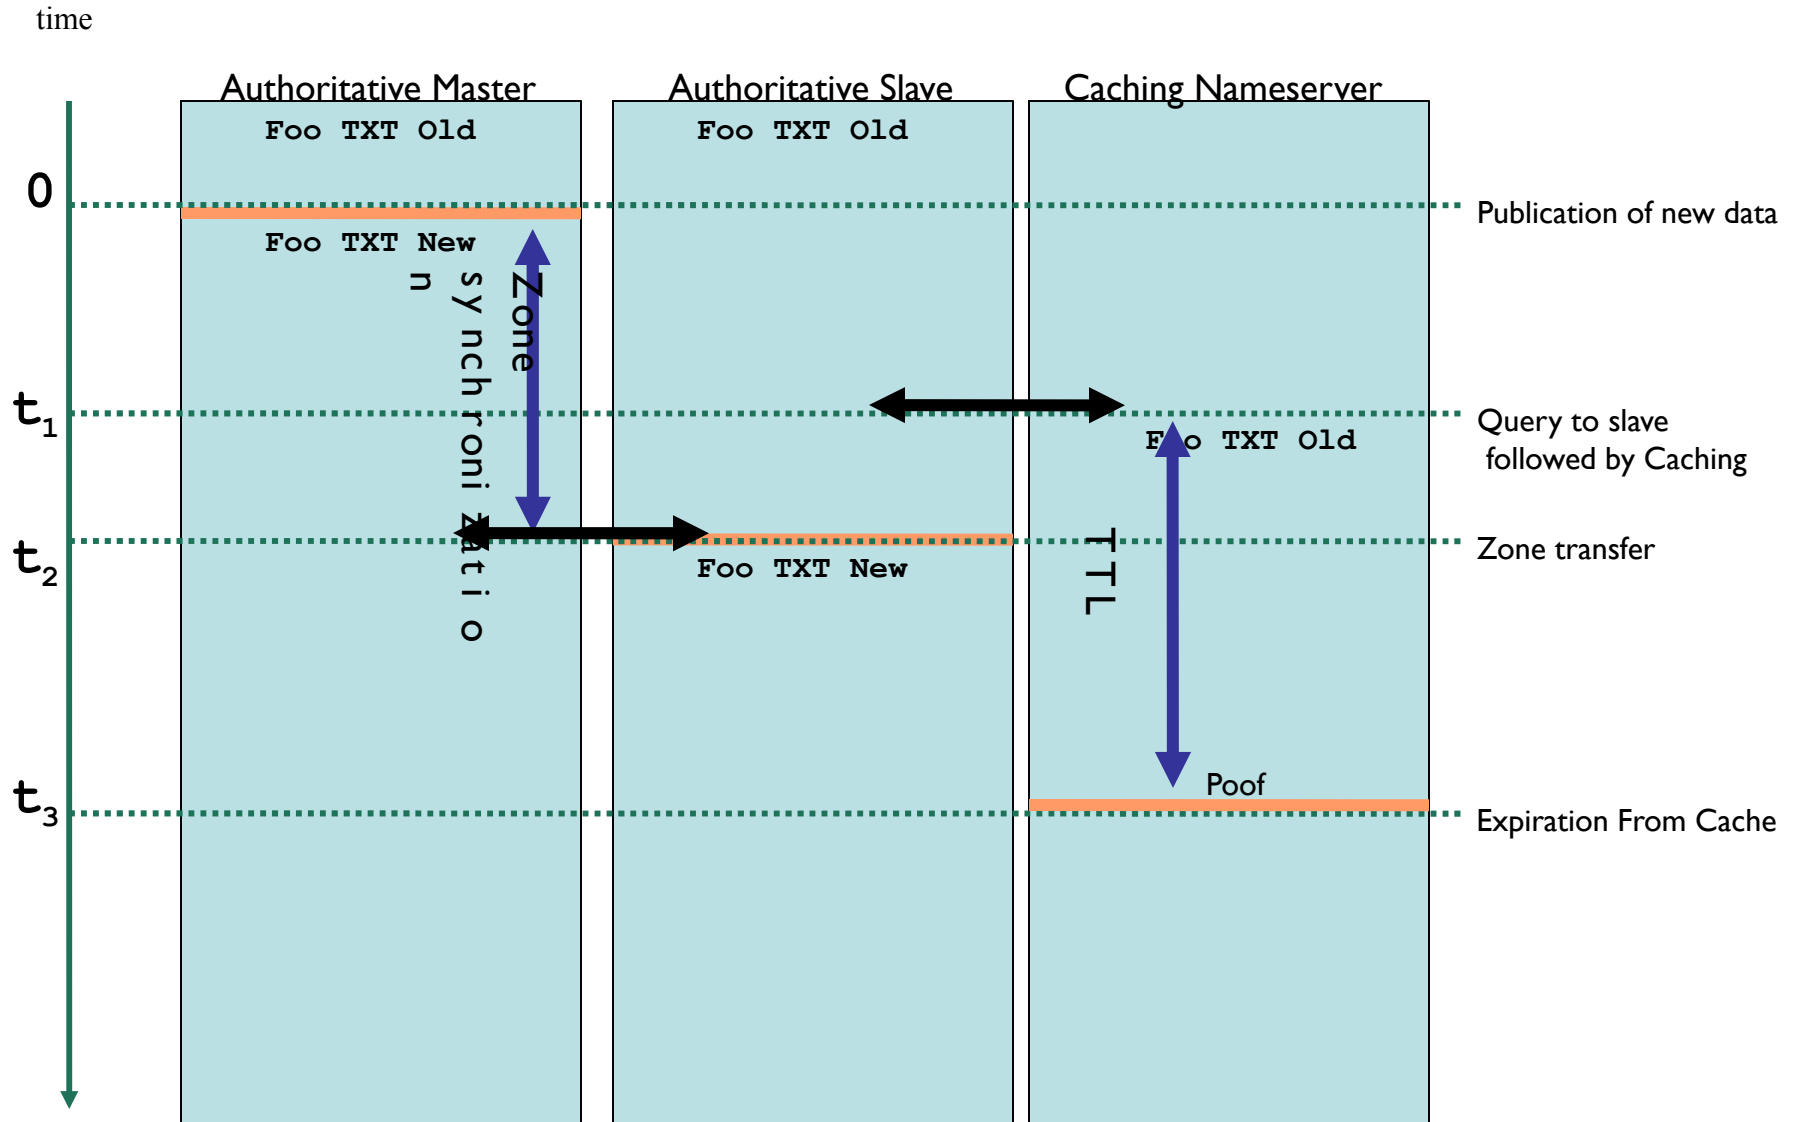 time
Authoritative Master
Authoritative Slave
Caching Nameserver
Foo TXT Old
Foo TXT Old
0
Publication of new data
Foo TXT New
Zone
synchronizatio
n
t1
Query to slave
followed by Caching
Foo TXT Old
t2
Zone transfer
Foo TXT New
TTL
Poof
t3
Expiration From Cache